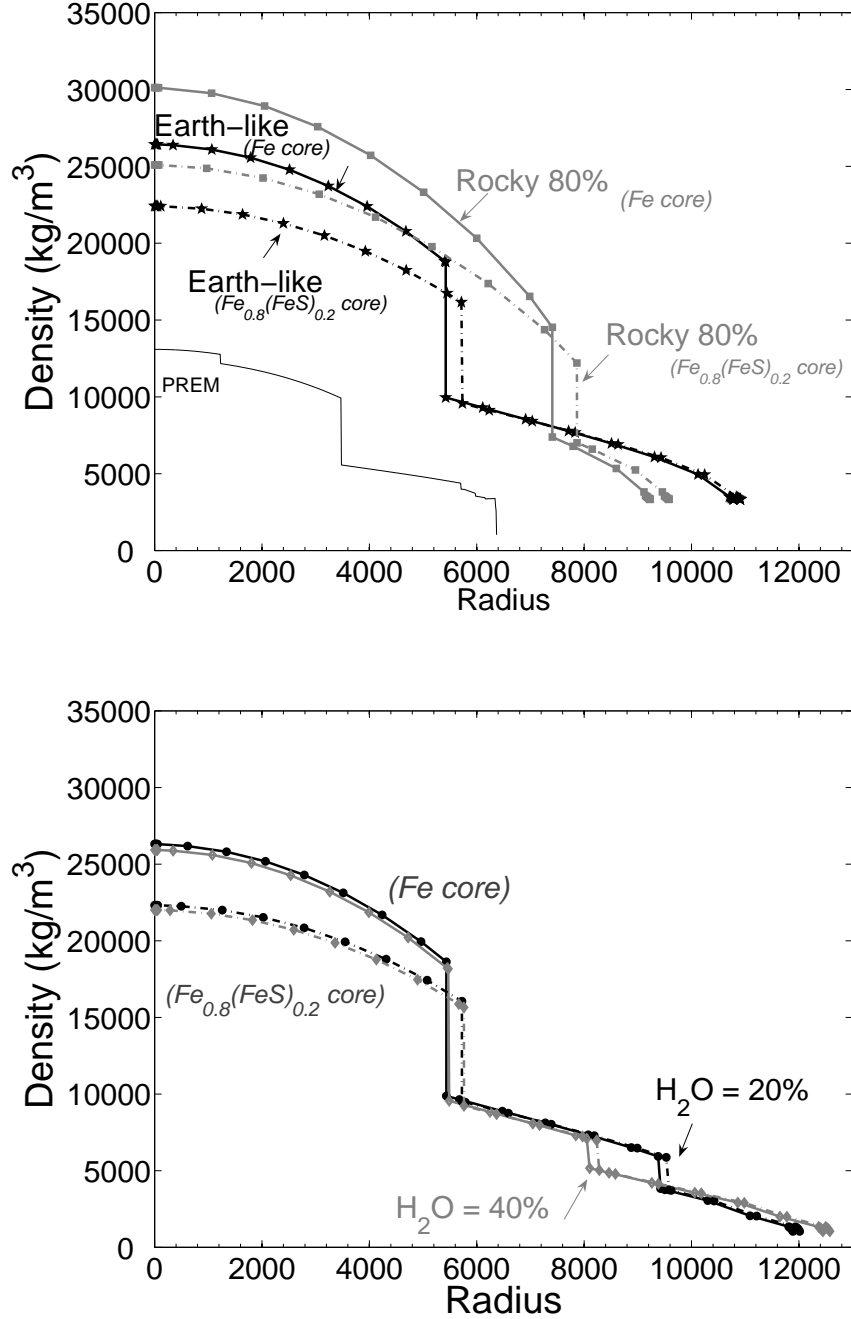 35000
30000
25000
20000
15000
10000
5000
0
Density (kg/m³)
Earth–like
(Fe core)
Rocky 80% (Fe core)
Earth–like
(Fe₀.₈(FeS)₀.₂ core)
Rocky 80%
(Fe₀.₈(FeS)₀.₂ core)
PREM
0 2000 4000 6000 8000 10000 12000
Radius
35000
30000
25000
20000
15000
10000
5000
0
Density (kg/m³)
(Fe core)
(Fe₀.₈(FeS)₀.₂ core)
H₂O = 20%
H₂O = 40%
0 2000 4000 6000 8000 10000 12000
Radius